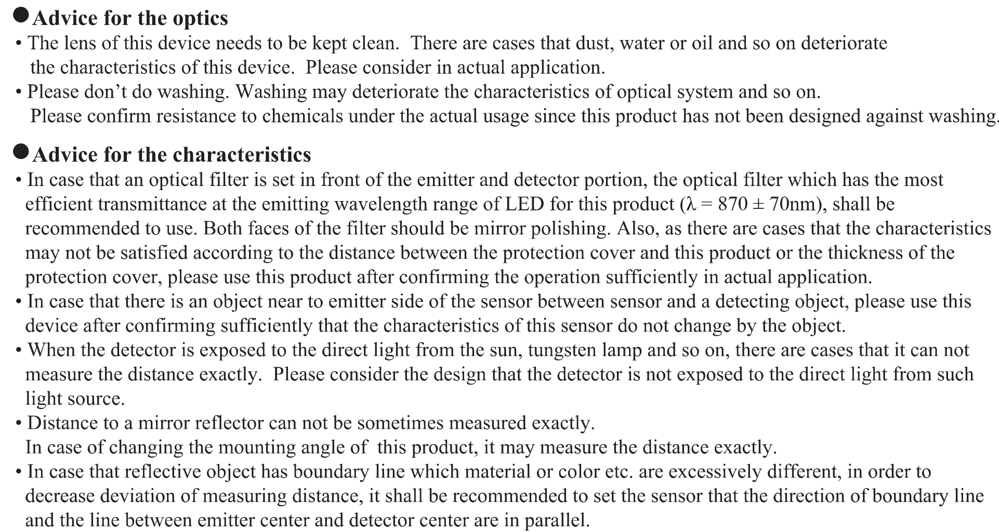 ●Advice for the optics
• The lens of this device needs to be kept clean.  There are cases that dust, water or oil and so on deteriorate
the characteristics of this device.  Please consider in actual application.
• Please don’t do washing. Washing may deteriorate the characteristics of optical system and so on.
Please confirm resistance to chemicals under the actual usage since this product has not been designed against washing.
●Advice for the characteristics
• In case that an optical filter is set in front of the emitter and detector portion, the optical filter which has the most
efficient transmittance at the emitting wavelength range of LED for this product (λ = 870 ± 70nm), shall be
recommended to use. Both faces of the filter should be mirror polishing. Also, as there are cases that the characteristics
may not be satisfied according to the distance between the protection cover and this product or the thickness of the
protection cover, please use this product after confirming the operation sufficiently in actual application.
• In case that there is an object near to emitter side of the sensor between sensor and a detecting object, please use this
device after confirming sufficiently that the characteristics of this sensor do not change by the object.
• When the detector is exposed to the direct light from the sun, tungsten lamp and so on, there are cases that it can not
measure the distance exactly.  Please consider the design that the detector is not exposed to the direct light from such
light source.
• Distance to a mirror reflector can not be sometimes measured exactly.
In case of changing the mounting angle of  this product, it may measure the distance exactly.
• In case that reflective object has boundary line which material or color etc. are excessively different, in order to
decrease deviation of measuring distance, it shall be recommended to set the sensor that the direction of boundary line
and the line between emitter center and detector center are in parallel.